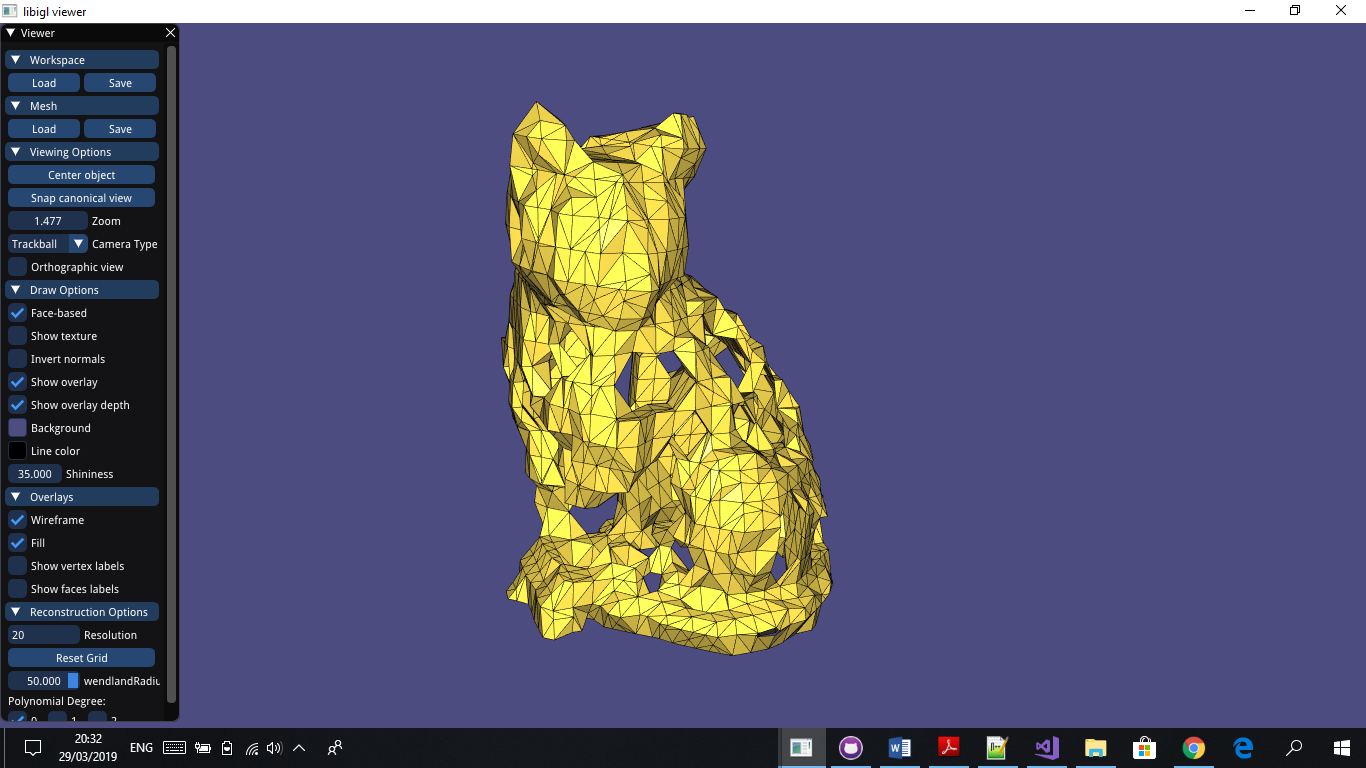 libigl viewer
Viewer
Workspace
Load Save
Mesh
Load Save
Viewing Options
Center object
Snap canonical view
1.477 Zoom
Trackball Camera Type
Orthographic view
Draw Options
Face-based
Show texture
Invert normals
Show overlay
Show overlay depth
Background
Line color
35.000 Shininess
Overlays
Wireframe
Fill
Show vertex labels
Show faces labels
Reconstruction Options
20 Resolution
Reset Grid
50.000 wendlandRadiu
Polynomial Degree:
0 1 2
20:32
ENG
29/03/2019